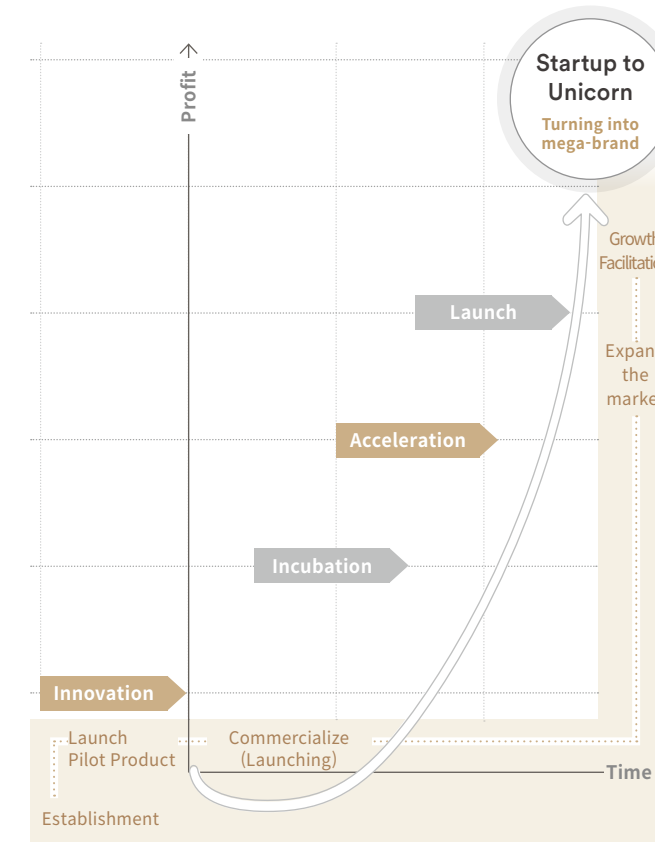 Startup to
Unicorn
Turning into
mega-brand
Profit
Growth
Launch
the
Acceleration
Incubation
Innovation
Launch
Pilot Product
Commercialize
(Launching)
Time
Establishment